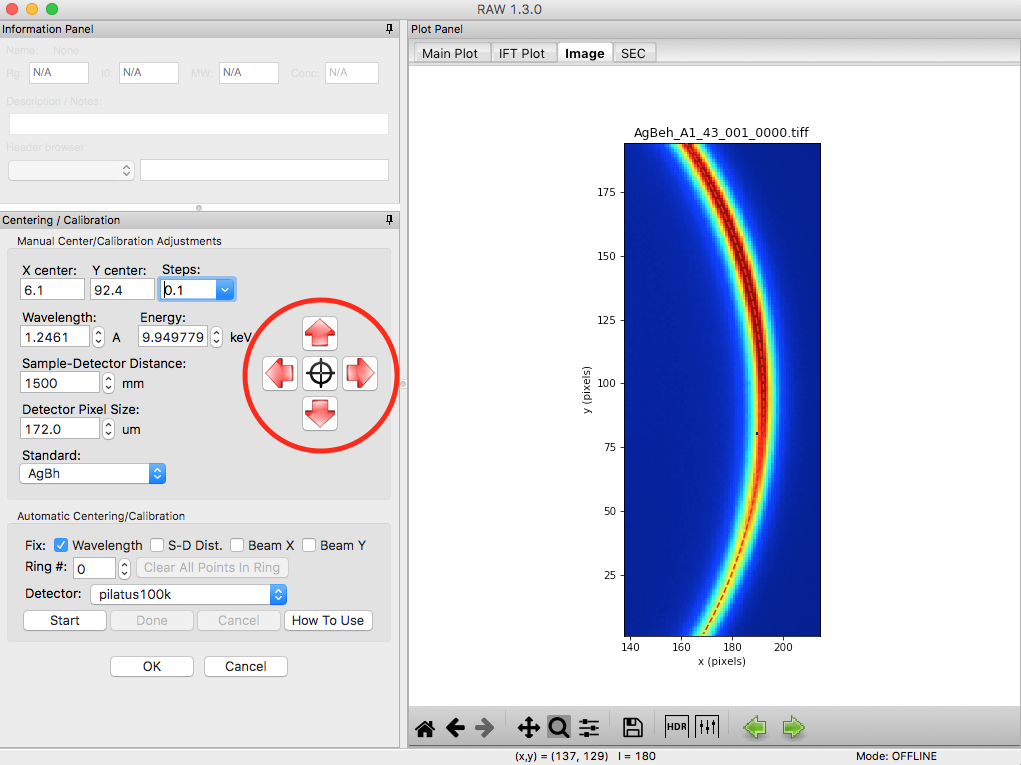 RAW 1.3.0
Information Panel
Name: None
Rg: N/A I0: N/A MW: N/A Conc: N/A
Description / Notes:
Header browser:
Centering / Calibration
Manual Center/Calibration Adjustments
X center: Y center: Steps:
6.1 92.4 0.1
Wavelength: Energy:
1.2461 A 9.949779 keV
Sample-Detector Distance:
1500 mm
Detector Pixel Size:
172.0 um
Standard:
AgBh
Automatic Centering/Calibration
Fix: Wavelength S-D Dist. Beam X Beam Y
Ring #: 0 Clear All Points In Ring
Detector: pilatus100k
Start Done Cancel How To Use
OK Cancel
Plot Panel
Main Plot IFT Plot Image SEC
AgBeh_A1_43_001_0000.tiff
175
150
125
100
75
50
25
y (pixels)
140 160 180 200
x (pixels)
HDR
(x,y) = (137, 129) I = 180
Mode: OFFLINE